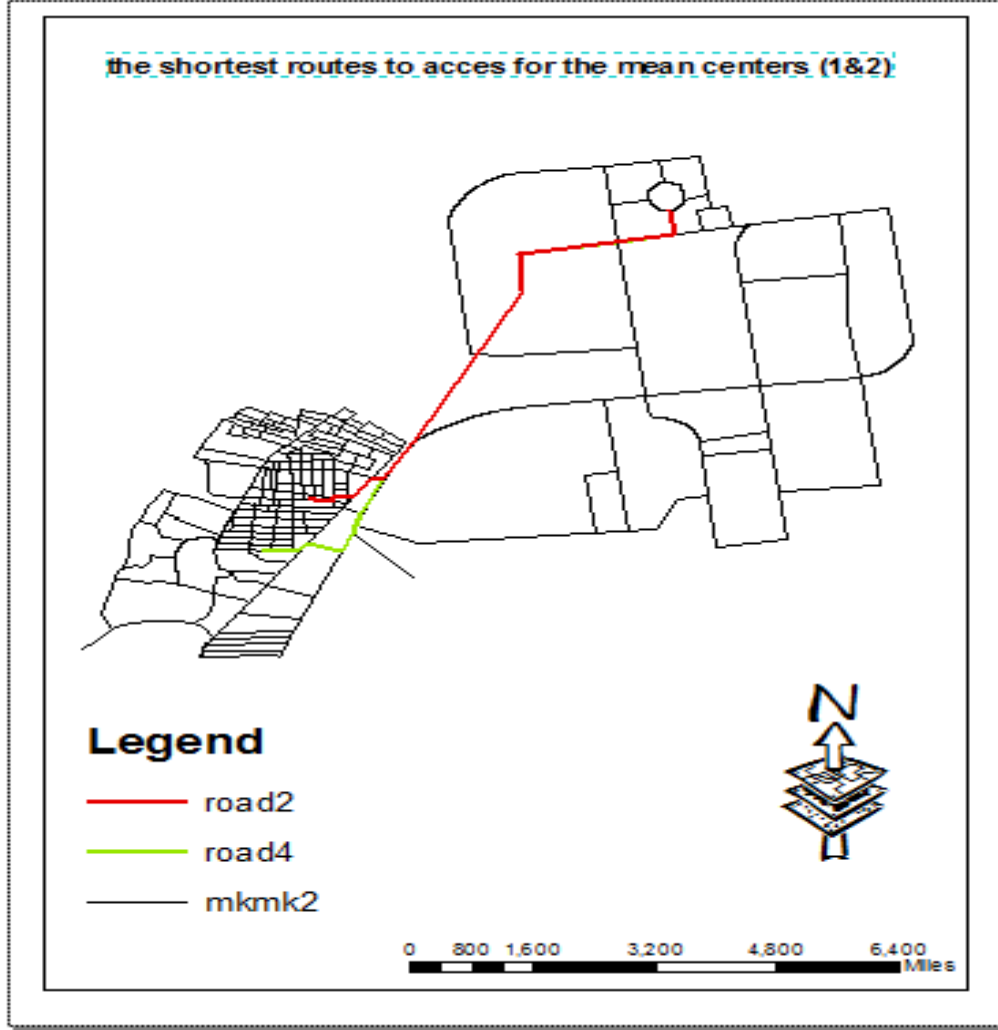 the shortest routes to acces for the mean centers (1&2)
N
Legend
road2
road4
mkmk2
0 800 1,600 3,200 4,800 6,400
Miles